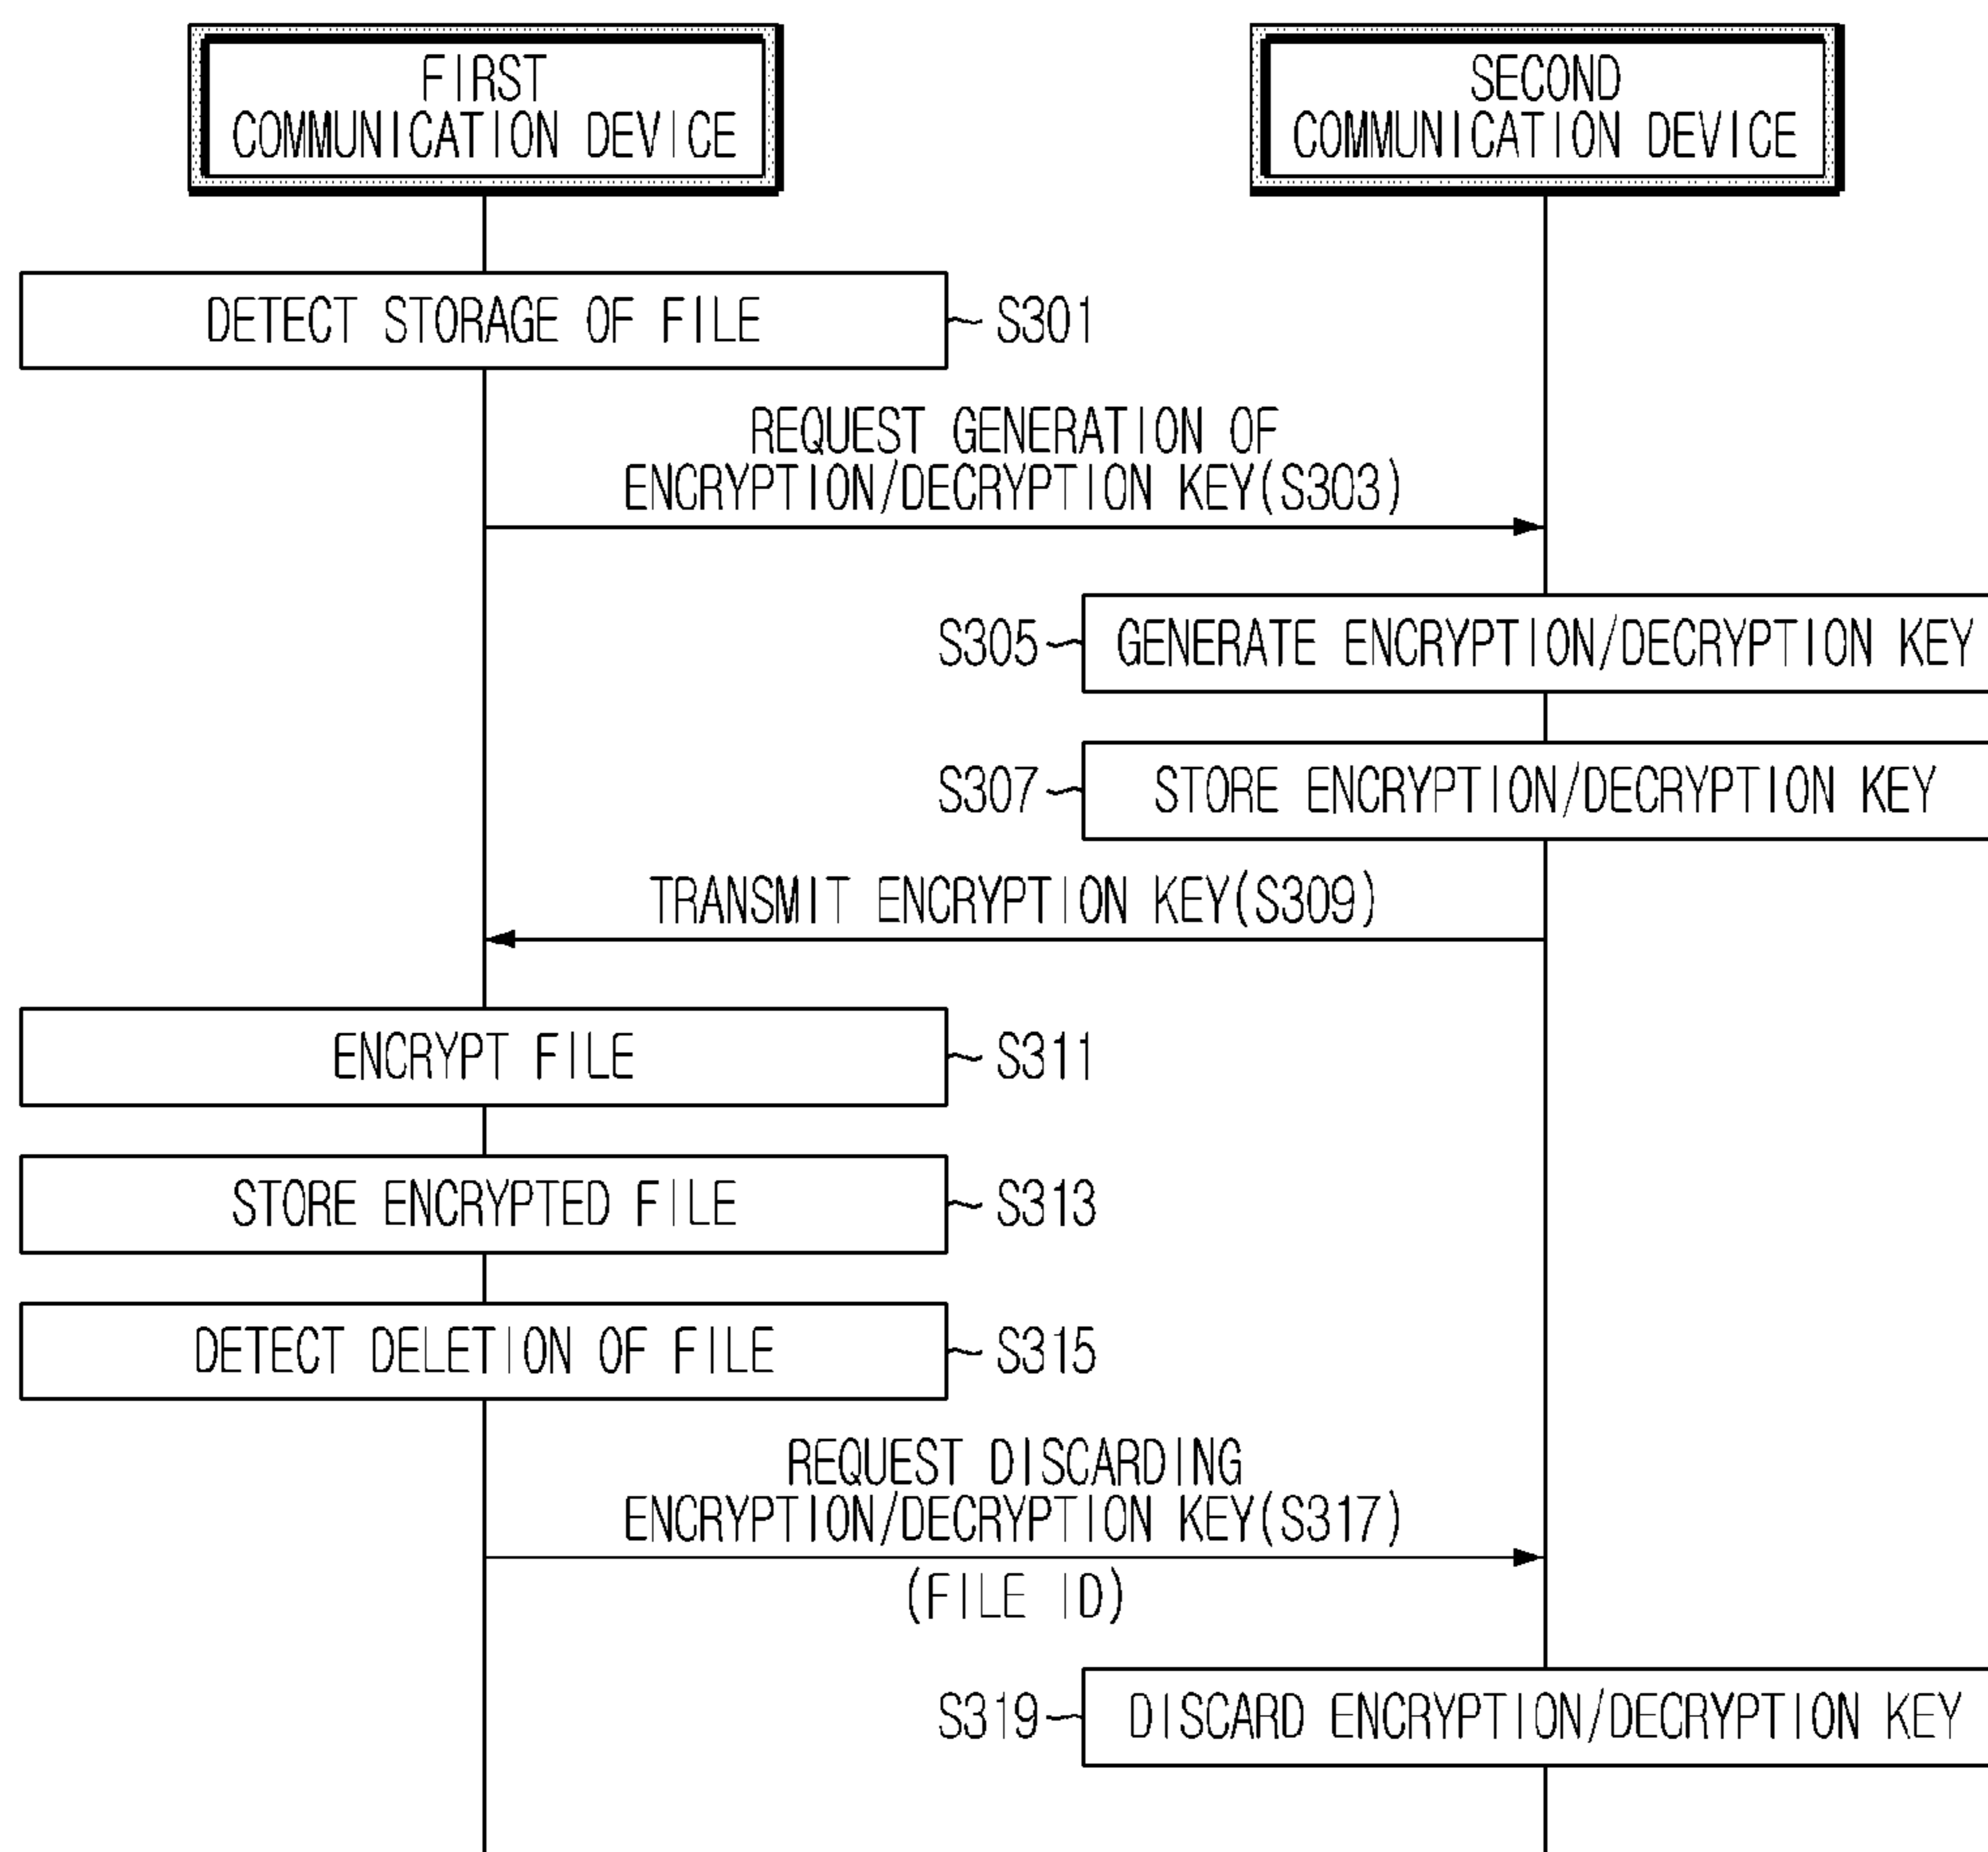 FIRST
COMMUNICATION DEVICE
SECOND
COMMUNICATION DEVICE
DETECT STORAGE OF FILE
S301
REQUEST GENERATION OF
ENCRYPTION/DECRYPTION KEY(S303)
S305
GENERATE ENCRYPTION/DECRYPTION KEY
S307
STORE ENCRYPTION/DECRYPTION KEY
TRANSMIT ENCRYPTION KEY(S309)
ENCRYPT FILE
S311
STORE ENCRYPTED FILE
S313
DETECT DELETION OF FILE
S315
REQUEST DISCARDING
ENCRYPTION/DECRYPTION KEY(S317)
(FILE ID)
S319
DISCARD ENCRYPTION/DECRYPTION KEY